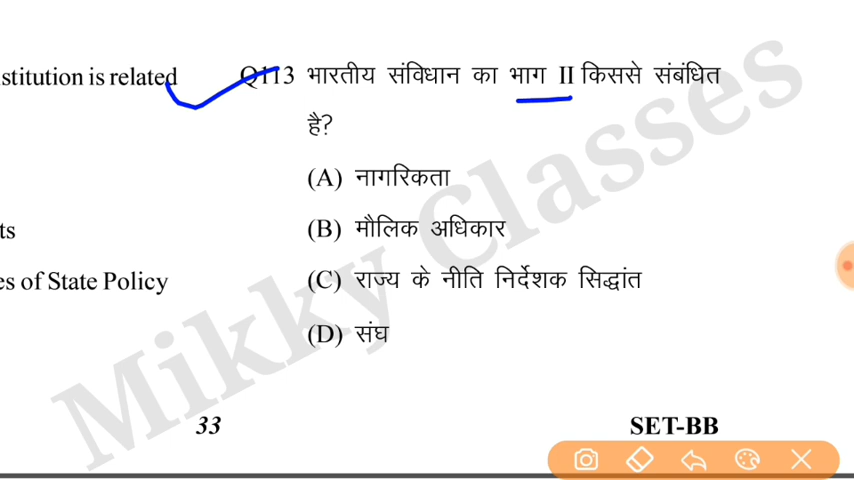 stitution is related Q113 भारतीय संविधान का भाग II किससे संबंधित
है?
(A) नागरिकता
ts (B) मौलिक अधिकार
es of State Policy (C) राज्य के नीति निर्देशक सिद्धांत
(D) संघ
33 SET-BB
Mikky Classes